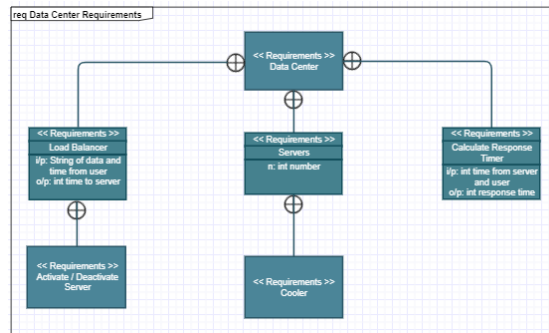 req Data Center Requirements
<< Requirements >>
Data Center
<< Requirements >>
Load Balancer
i/p: String of data and
time from user
o/p: int time to server
<< Requirements >>
Servers
n: int number
<< Requirements >>
Calculate Response
Timer
i/p: int time from server
and user
o/p: int response time
<< Requirements >>
Activate / Deactivate
Server
<< Requirements >>
Cooler